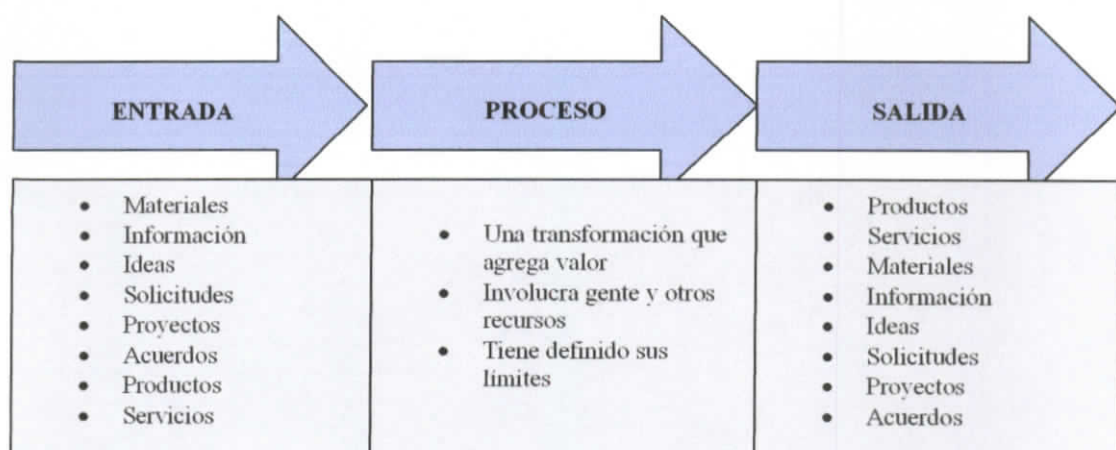 ENTRADA
PROCESO
SALIDA
• Materiales
• Información
• Ideas
• Solicitudes
• Proyectos
• Acuerdos
• Productos
• Servicios
• Una transformación que
agrega valor
• Involucra gente y otros
recursos
• Tiene definido sus
límites
• Productos
• Servicios
• Materiales
• Información
• Ideas
• Solicitudes
• Proyectos
• Acuerdos